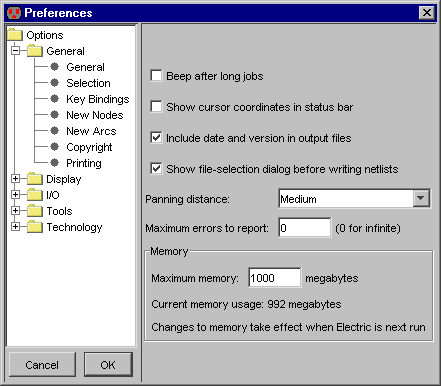 Preferences
Options
General
General
Selection
Key Bindings
New Nodes
New Arcs
Copyright
Printing
Display
I/O
Tools
Technology
Cancel
OK
Beep after long jobs
Show cursor coordinates in status bar
Include date and version in output files
Show file-selection dialog before writing netlists
Panning distance: Medium
Maximum errors to report: 0 (0 for infinite)
Memory
Maximum memory: 1000 megabytes
Current memory usage: 992 megabytes
Changes to memory take effect when Electric is next run